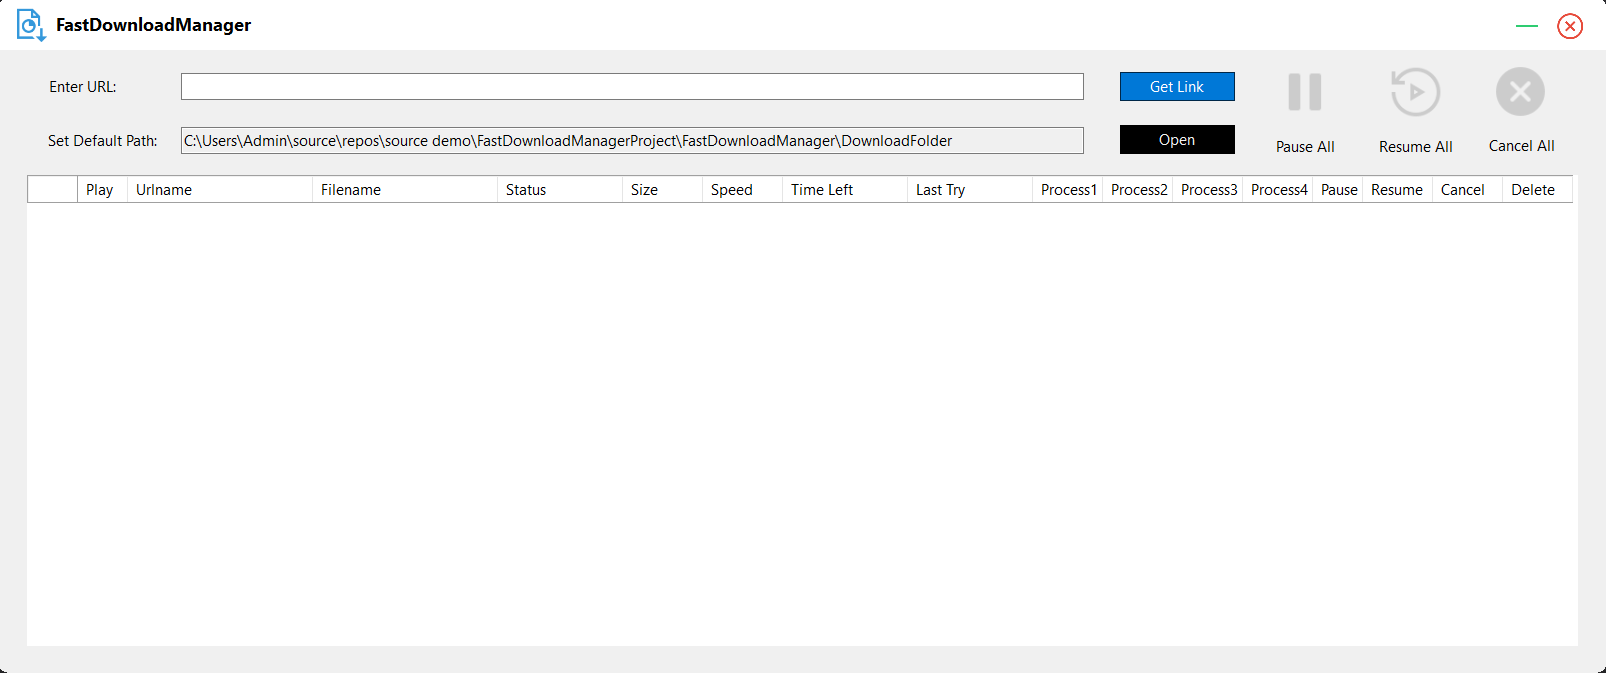 FastDownloadManager
Enter URL:
Get Link
Set Default Path: C:\Users\Admin\source\repos\source demo\FastDownloadManagerProject\FastDownloadManager\DownloadFolder
Open
Pause All Resume All Cancel All
Play Urlname Filename Status Size Speed Time Left Last Try Process1 Process2 Process3 Process4 Pause Resume Cancel Delete